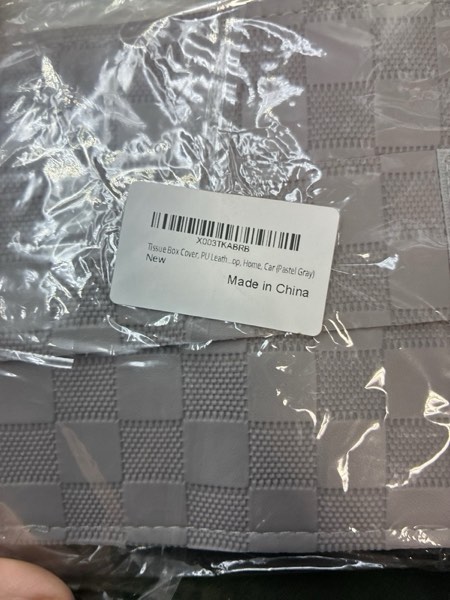 X003TKABRB
Tissue Box Cover, PU Leath...op, Home, Car (Pastel Gray)
New
Made in China